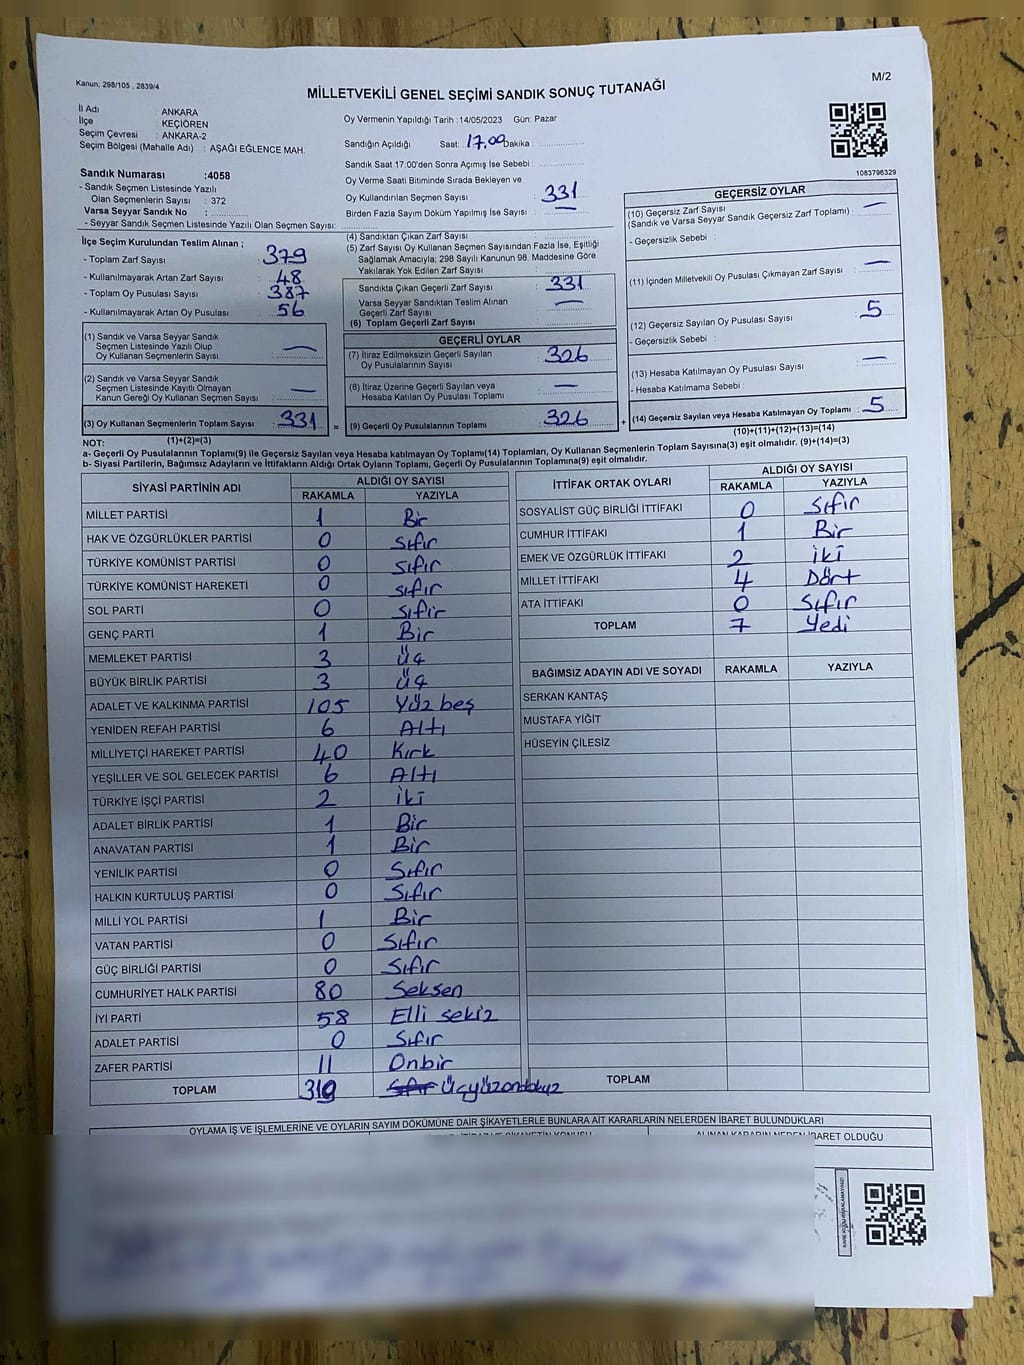 Kanun; 298/105 , 2839/4
M/2
MİLLETVEKİLİ GENEL SEÇİMİ SANDIK SONUÇ TUTANAĞI
İl Adı : ANKARA
İlçe : KEÇİÖREN
Seçim Çevresi : ANKARA-2
Seçim Bölgesi (Mahalle Adı) : AŞAĞI EĞLENCE MAH.
Sandık Numarası :4058
- Sandık Seçmen Listesinde Yazılı
Olan Seçmenlerin Sayısı : 372
Varsa Seyyar Sandık No :
- Seyyar Sandık Seçmen Listesinde Yazılı Olan Seçmen Sayısı:
Oy Vermenin Yapıldığı Tarih :14/05/2023 Gün: Pazar
Sandığın Açıldığı Saat: 17.00 Dakika :
Sandık Saat 17:00'den Sonra Açımış İse Sebebi :
Oy Verme Saati Bitiminde Sırada Bekleyen ve
Oy Kullandırılan Seçmen Sayısı : 331
Birden Fazla Sayım Döküm Yapılmış İse Sayısı : —
1083796329
İlçe Seçim Kurulundan Teslim Alınan ;
- Toplam Zarf Sayısı : 379
- Kullanılmayarak Artan Zarf Sayısı : 48
- Toplam Oy Pusulası Sayısı : 387
- Kullanılmayarak Artan Oy Pusulası : 56
(1) Sandık ve Varsa Seyyar Sandık
Seçmen Listesinde Yazılı Olup
Oy Kullanan Seçmenlerin Sayısı : —
(2) Sandık ve Varsa Seyyar Sandık
Seçmen Listesinde Kayıtlı Olmayan
Kanun Gereği Oy Kullanan Seçmen Sayısı : —
(3) Oy Kullanan Seçmenlerin Toplam Sayısı : 331
(1)+(2)=(3)
(4) Sandıktan Çıkan Zarf Sayısı :
(5) Zarf Sayısı Oy Kullanan Seçmen Sayısından Fazla İse, Eşitliği
Sağlamak Amacıyla; 298 Sayılı Kanunun 98. Maddesine Göre
Yakılarak Yok Edilen Zarf Sayısı :
Sandıkta Çıkan Geçerli Zarf Sayısı : 331
Varsa Seyyar Sandıktan Teslim Alınan
Geçerli Zarf Sayısı : —
(6) Toplam Geçerli Zarf Sayısı :
GEÇERLİ OYLAR
(7) İtiraz Edilmeksizin Geçerli Sayılan
Oy Pusulalarının Sayısı : 326
(8) İtiraz Üzerine Geçerli Sayılan veya
Hesaba Katılan Oy Pusulası Toplamı : —
= (9) Geçerli Oy Pusulalarının Toplamı : 326
GEÇERSİZ OYLAR
(10) Geçersiz Zarf Sayısı
(Sandık ve Varsa Seyyar Sandık Geçersiz Zarf Toplamı) : —
- Geçersizlik Sebebi :
(11) İçinden Milletvekili Oy Pusulası Çıkmayan Zarf Sayısı : —
(12) Geçersiz Sayılan Oy Pusulası Sayısı : 5
- Geçersizlik Sebebi :
(13) Hesaba Katılmayan Oy Pusulası Sayısı : —
- Hesaba Katılmama Sebebi :
+ (14) Geçersiz Sayılan veya Hesaba Katılmayan Oy Toplamı : 5
(10)+(11)+(12)+(13)=(14)
NOT:
a- Geçerli Oy Pusulalarının Toplamı(9) ile Geçersiz Sayılan veya Hesaba Katılmayan Oy Toplamı(14) Toplamları, Oy Kullanan Seçmenlerin Toplam Sayısına(3) eşit olmalıdır. (9)+(14)=(3)
b- Siyasi Partilerin, Bağımsız Adayların ve İttifakların Aldığı Ortak Oyların Toplamı, Geçerli Oy Pusulalarının Toplamına(9) eşit olmalıdır.
SİYASİ PARTİNİN ADI ALDIĞI OY SAYISI
RAKAMLA YAZIYLA
MİLLET PARTİSİ 1 Bir
HAK VE ÖZGÜRLÜKLER PARTİSİ 0 Sıfır
TÜRKİYE KOMÜNİST PARTİSİ 0 Sıfır
TÜRKİYE KOMÜNİST HAREKETİ 0 sıfır
SOL PARTİ 0 Sıfır
GENÇ PARTİ 1 Bir
MEMLEKET PARTİSİ 3 Üç
BÜYÜK BİRLİK PARTİSİ 3 Üç
ADALET VE KALKINMA PARTİSİ 105 Yüz beş
YENİDEN REFAH PARTİSİ 6 Altı
MİLLİYETÇİ HAREKET PARTİSİ 40 Kırk
YEŞİLLER VE SOL GELECEK PARTİSİ 6 Altı
TÜRKİYE İŞÇİ PARTİSİ 2 İki
ADALET BİRLİK PARTİSİ 1 Bir
ANAVATAN PARTİSİ 1 Bir
YENİLİK PARTİSİ 0 Sıfır
HALKIN KURTULUŞ PARTİSİ 0 Sıfır
MİLLİ YOL PARTİSİ 1 Bir
VATAN PARTİSİ 0 Sıfır
GÜÇ BİRLİĞİ PARTİSİ 0 Sıfır
CUMHURİYET HALK PARTİSİ 80 Seksen
İYİ PARTİ 58 Elli sekiz
ADALET PARTİSİ 0 Sıfır
ZAFER PARTİSİ 11 Onbir
TOPLAM 319 Üçyüzondokuz
İTTİFAK ORTAK OYLARI ALDIĞI OY SAYISI
RAKAMLA YAZIYLA
SOSYALİST GÜÇ BİRLİĞİ İTTİFAKI 0 Sıfır
CUMHUR İTTİFAKI 1 Bir
EMEK VE ÖZGÜRLÜK İTTİFAKI 2 İki
MİLLET İTTİFAKI 4 Dört
ATA İTTİFAKI 0 Sıfır
TOPLAM 7 Yedi
BAĞIMSIZ ADAYIN ADI VE SOYADI RAKAMLA YAZIYLA
SERKAN KANTAŞ
MUSTAFA YİĞİT
HÜSEYİN ÇİLESİZ
TOPLAM
OYLAMA İŞ VE İŞLEMLERİNE VE OYLARIN SAYIM DÖKÜMÜNE DAİR ŞİKAYETLERLE BUNLARA AİT KARARLARIN NELERDEN İBARET BULUNDUKLARI
ALINAN KARARIN NEDEN İBARET OLDUĞU